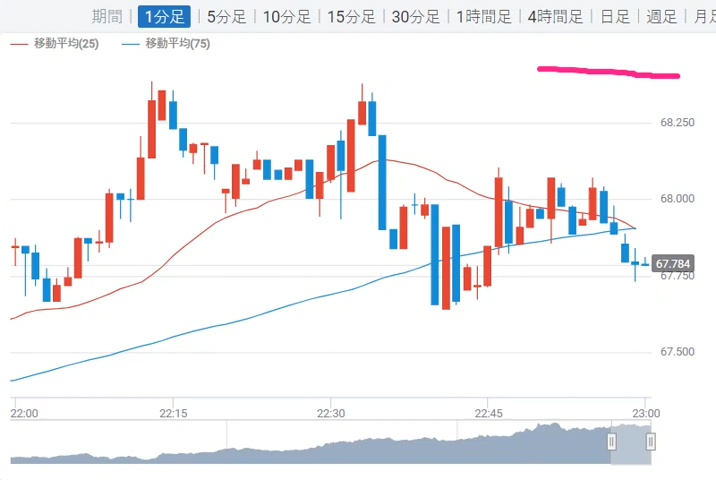 期間 1分足 5分足 10分足 15分足 30分足 1時間足 4時間足 日足 週足 月足
移動平均(25) 移動平均(75)
68.250
68.000
67.784
67.750
67.500
22:00 22:15 22:30 22:45 23:00